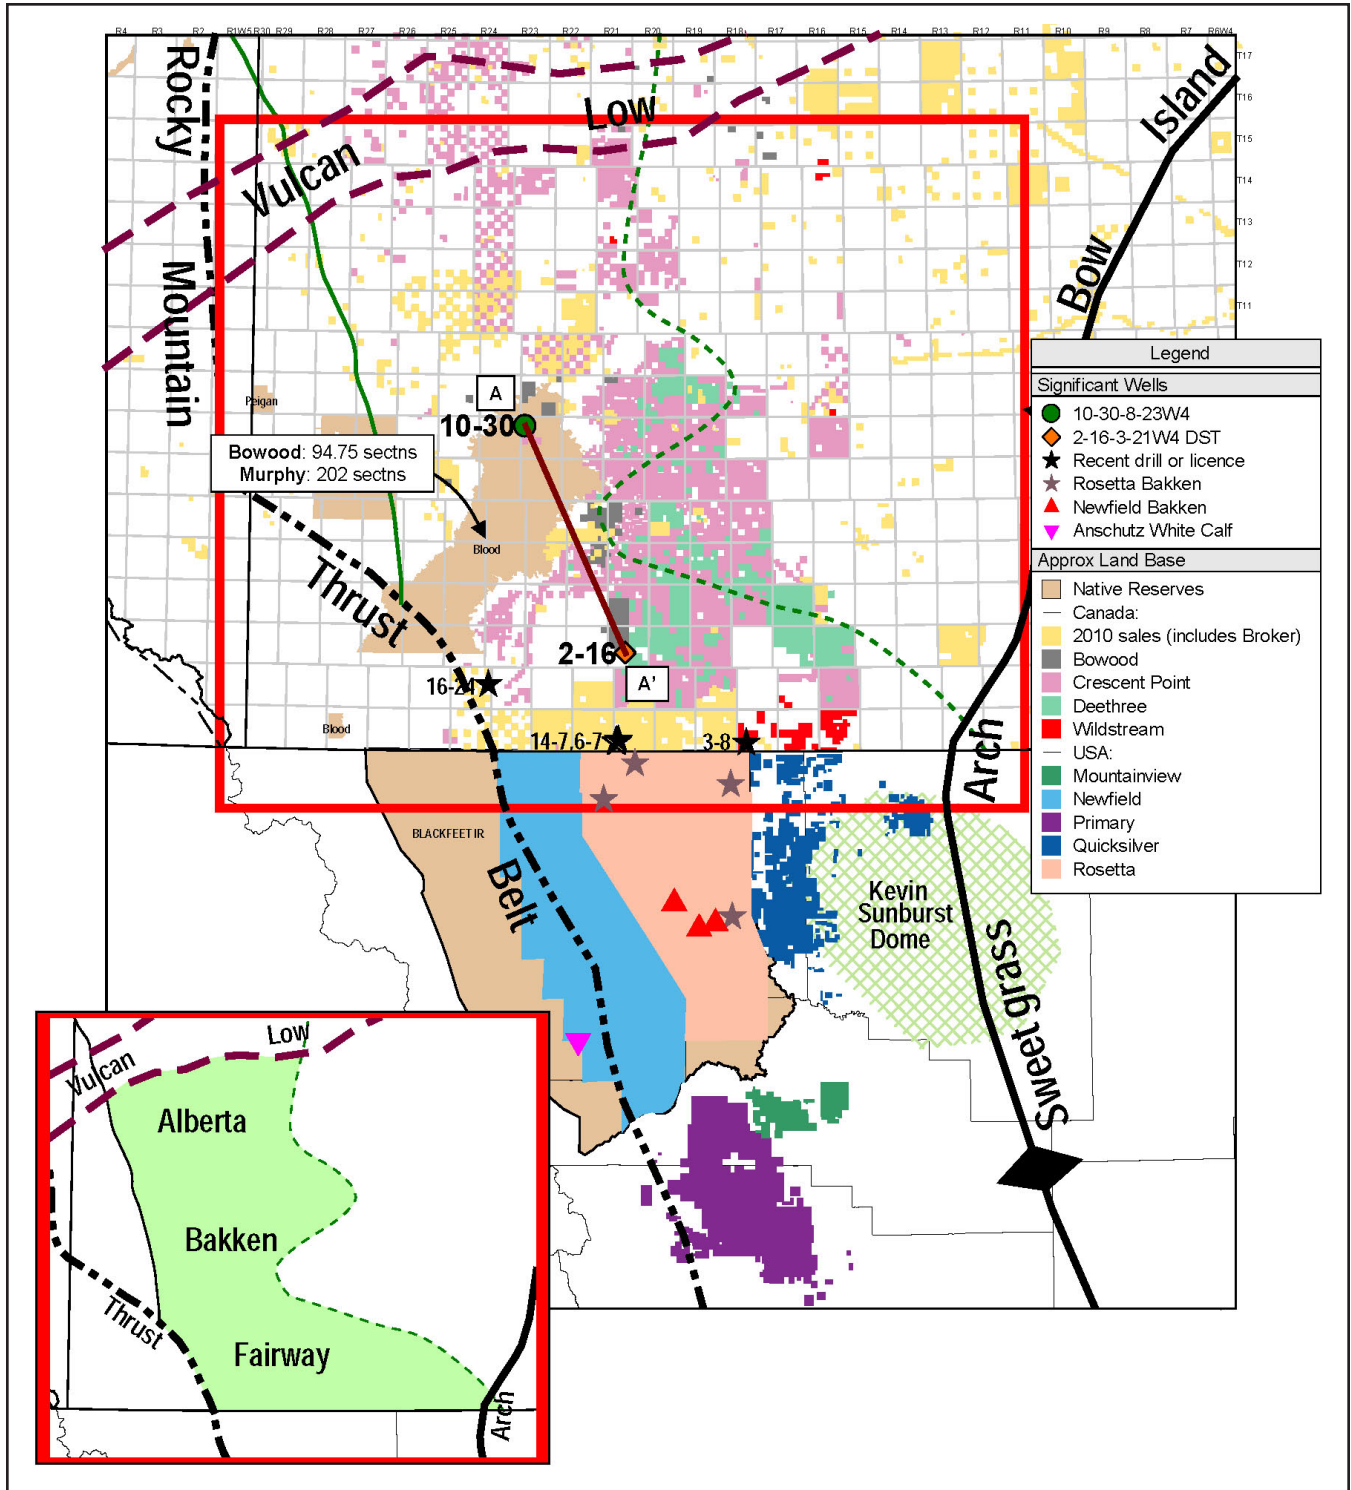 R4 R3 R2 R1W5 R30 R29 R28 R27 R26 R25 R24 R23 R22 R21 R20 R19 R18 R17 R16 R15 R14 R13 R12 R11 R10 R9 R8 R7 R6W4
T17
T16
T15
T14
T13
T12
T11
Rocky
Mountain
Thrust
Belt
Vulcan
Low
Bow
Island
Arch
Sweetgrass
Peigan
A
10-30
Bowood: 94.75 sectns
Murphy: 202 sectns
Blood
2-16
A'
16-24
Blood
14-7,6-7
3-8
BLACKFEET IR
Kevin
Sunburst
Dome
Legend
Significant Wells
10-30-8-23W4
2-16-3-21W4 DST
Recent drill or licence
Rosetta Bakken
Newfield Bakken
Anschutz White Calf
Approx Land Base
Native Reserves
Canada:
2010 sales (includes Broker)
Bowood
Crescent Point
Deethree
Wildstream
USA:
Mountainview
Newfield
Primary
Quicksilver
Rosetta
Vulcan
Low
Alberta
Bakken
Fairway
Thrust
Arch